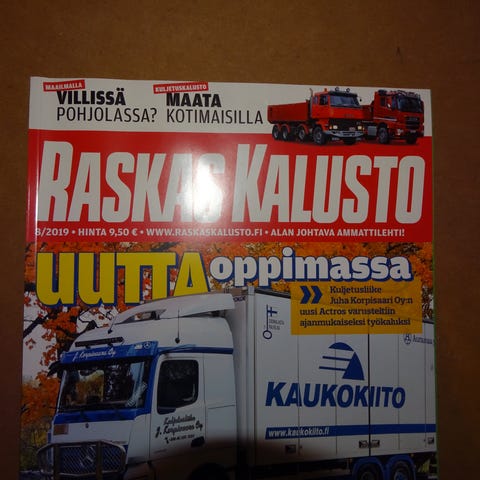 MAAILMALLA
VILLISSÄ
POHJOLASSA?
KULJETUSKALUSTO
MAATA
KOTIMAISILLA
RASKAS KALUSTO
8/2019 • HINTA 9,50 € • WWW.RASKASKALUSTO.FI • ALAN JOHTAVA AMMATTILEHTI!
UUTTA
oppimassa
Kuljetusliike
Juha Korpisaari Oy:n
uusi Actros varusteltiin
ajanmukaiseksi työkaluksi
KAUKOKIITO
www.kaukokiito.fi
Kuljetusliike